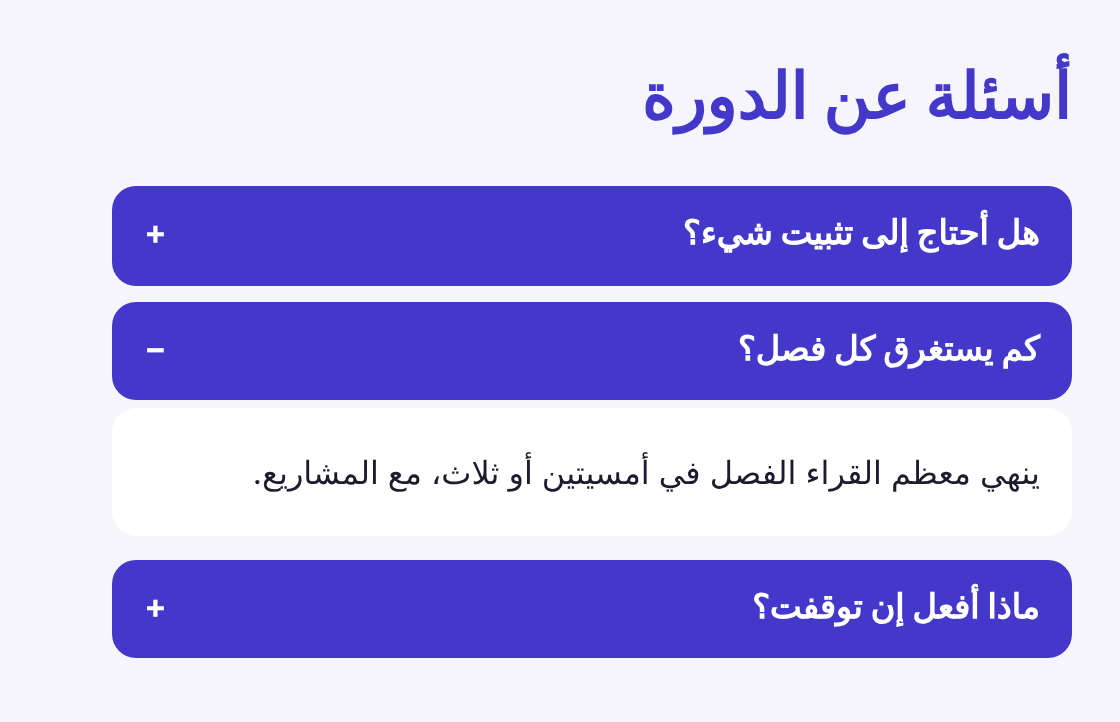 أسئلة عن الدورة
هل أحتاج إلى تثبيت شيء؟ +
كم يستغرق كل فصل؟ −
ينهي معظم القراء الفصل في أمسيتين أو ثلاث، مع المشاريع.
ماذا أفعل إن توقفت؟ +